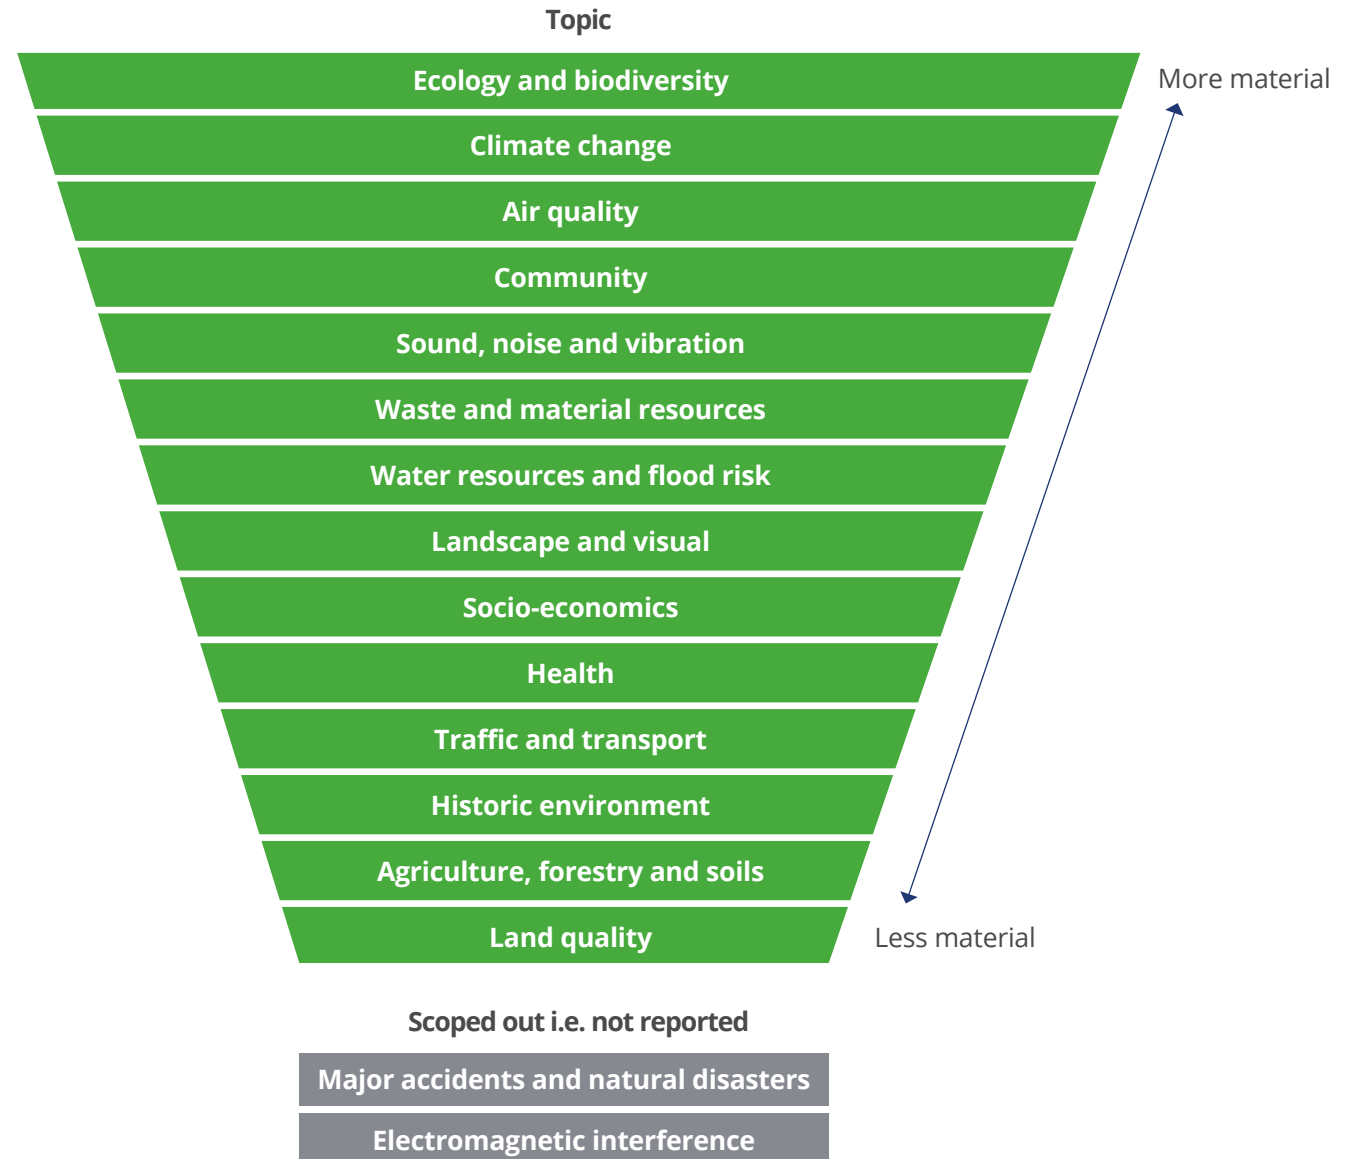 Topic
Ecology and biodiversity
More material
Climate change
Air quality
Community
Sound, noise and vibration
Waste and material resources
Water resources and flood risk
Landscape and visual
Socio-economics
Health
Traffic and transport
Historic environment
Agriculture, forestry and soils
Land quality
Less material
Scoped out i.e. not reported
Major accidents and natural disasters
Electromagnetic interference